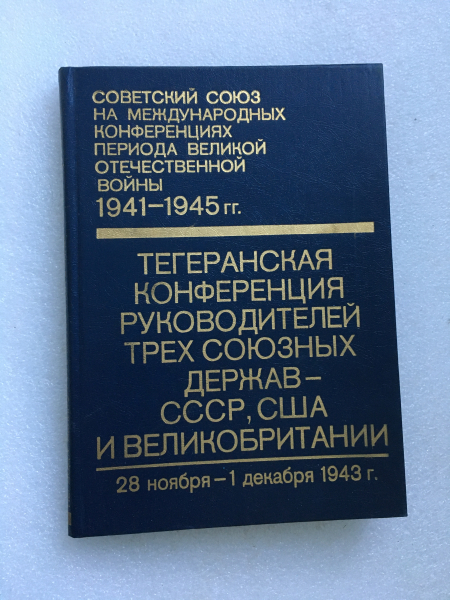 СОВЕТСКИЙ СОЮЗ
НА МЕЖДУНАРОДНЫХ
КОНФЕРЕНЦИЯХ
ПЕРИОДА ВЕЛИКОЙ
ОТЕЧЕСТВЕННОЙ
ВОЙНЫ
1941–1945 гг.
ТЕГЕРАНСКАЯ
КОНФЕРЕНЦИЯ
РУКОВОДИТЕЛЕЙ
ТРЕХ СОЮЗНЫХ
ДЕРЖАВ–
СССР, США
И ВЕЛИКОБРИТАНИИ
28 ноября – 1 декабря 1943 г.